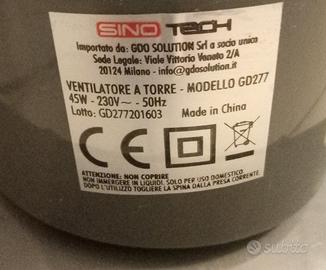 SINO TECH
Importato da: GDO SOLUTION Srl a socio unico
Sede Legale: Viale Vittorio Veneto 2/A
20124 Milano - info@gdosolution.it
VENTILATORE A TORRE - MODELLO GD277
45W - 230V~ - 50Hz
Lotto: GD277201603 Made in China
CE
ATTENZIONE: NON COPRIRE
NON IMMERGERE IN LIQUIDI. SOLO PER USO DOMESTICO
DOPO L'UTILIZZO TOGLIERE LA SPINA DALLA PRESA CORRENTE.
subito